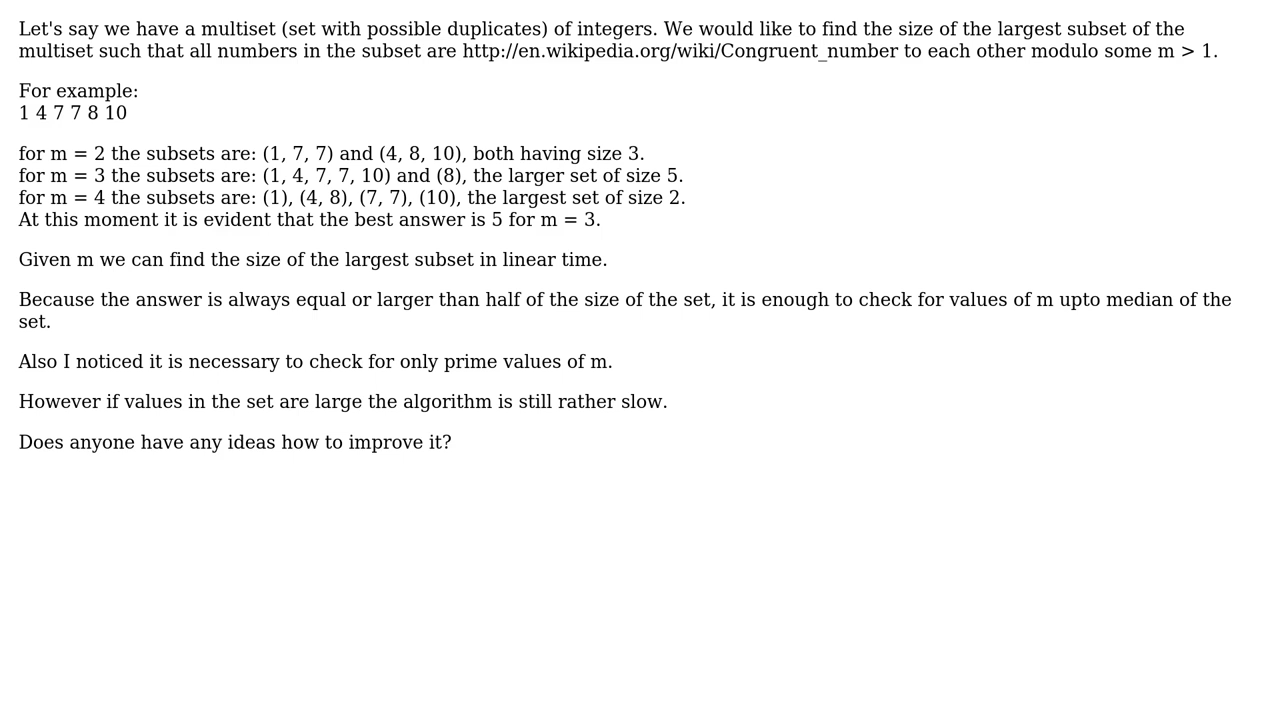 Let's say we have a multiset (set with possible duplicates) of integers. We would like to find the size of the largest subset of the
multiset such that all numbers in the subset are http://en.wikipedia.org/wiki/Congruent_number to each other modulo some m > 1.
For example:
1 4 7 7 8 10
for m = 2 the subsets are: (1, 7, 7) and (4, 8, 10), both having size 3.
for m = 3 the subsets are: (1, 4, 7, 7, 10) and (8), the larger set of size 5.
for m = 4 the subsets are: (1), (4, 8), (7, 7), (10), the largest set of size 2.
At this moment it is evident that the best answer is 5 for m = 3.
Given m we can find the size of the largest subset in linear time.
Because the answer is always equal or larger than half of the size of the set, it is enough to check for values of m upto median of the
set.
Also I noticed it is necessary to check for only prime values of m.
However if values in the set are large the algorithm is still rather slow.
Does anyone have any ideas how to improve it?